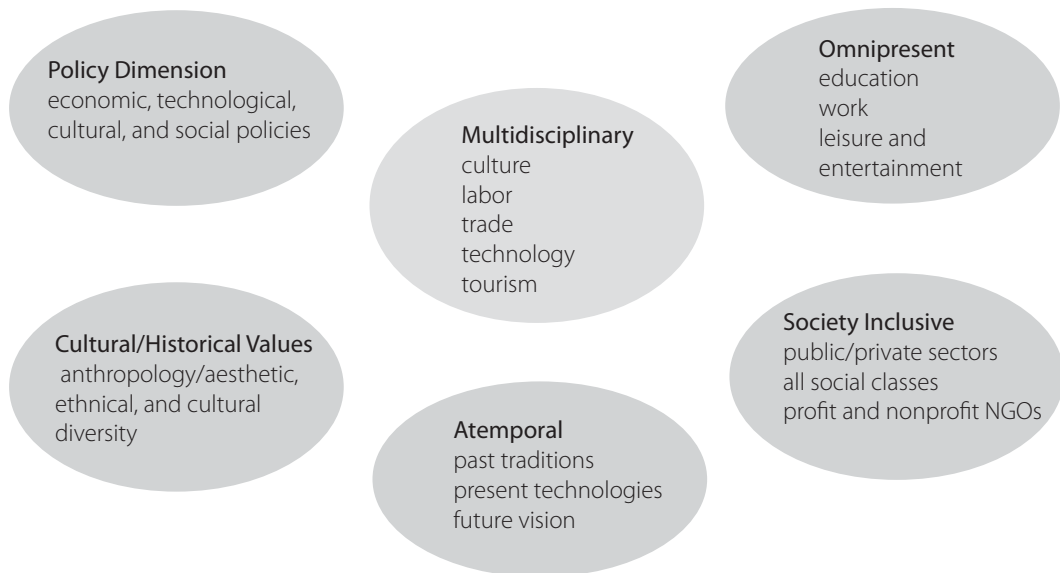 Policy Dimension
economic, technological,
cultural, and social policies
Multidisciplinary
culture
labor
trade
technology
tourism
Omnipresent
education
work
leisure and
entertainment
Cultural/Historical Values
anthropology/aesthetic,
ethnical, and cultural
diversity
Atemporal
past traditions
present technologies
future vision
Society Inclusive
public/private sectors
all social classes
profit and nonprofit NGOs